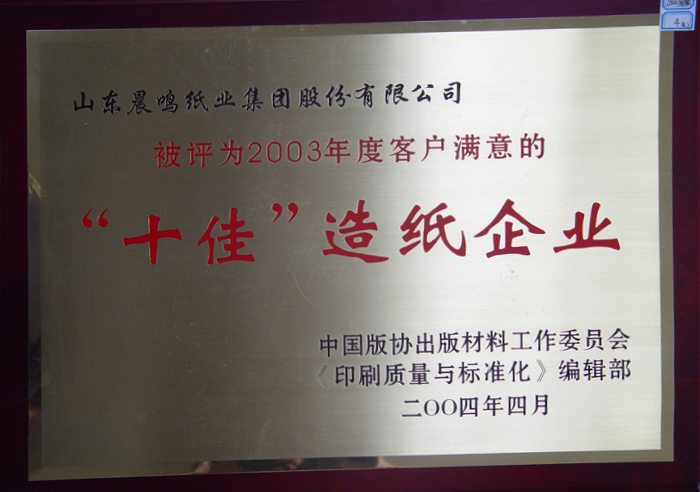 山东晨鸣纸业集团股份有限公司
被评为2003年度客户满意的
“十佳”造纸企业
中国版协出版材料工作委员会
《印刷质量与标准化》编辑部
二OO四年四月